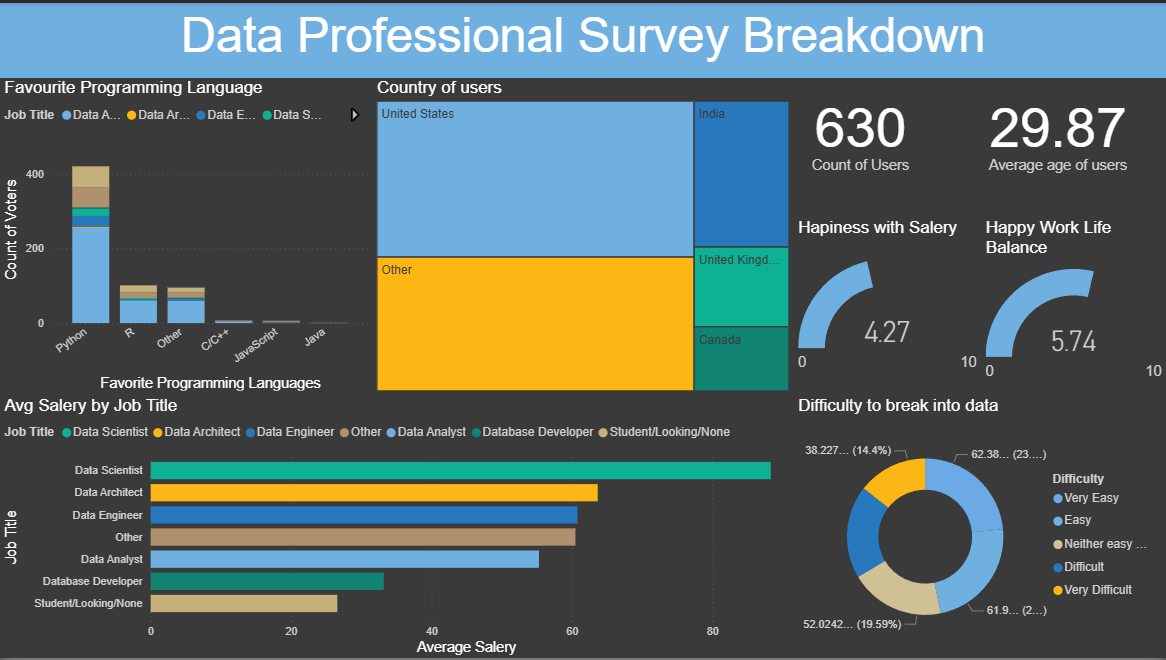 Data Professional Survey Breakdown
Favourite Programming Language
Job Title Data A... Data Ar... Data E... Data S...
Count of Voters
400
200
0
Python
R
Other
C/C++
JavaScript
Java
Favorite Programming Languages
Country of users
United States
India
Other
United Kingd...
Canada
630
Count of Users
29.87
Average age of users
Hapiness with Salery
4.27
0
10
Happy Work Life
Balance
5.74
0
10
Avg Salery by Job Title
Job Title Data Scientist Data Architect Data Engineer Other Data Analyst Database Developer Student/Looking/None
Job Title
Data Scientist
Data Architect
Data Engineer
Other
Data Analyst
Database Developer
Student/Looking/None
0
20
40
60
80
Average Salery
Difficulty to break into data
38.227... (14.4%)
62.38... (23....)
52.0242... (19.59%)
61.9... (2...)
Difficulty
Very Easy
Easy
Neither easy ...
Difficult
Very Difficult